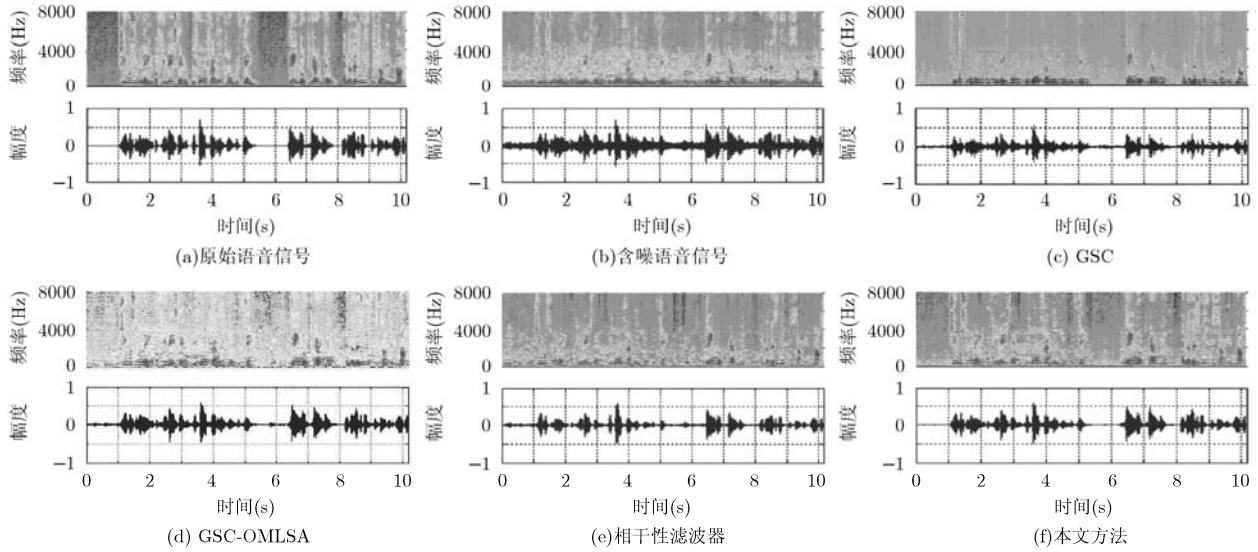 8000
4000
0
频率(Hz)
1
0
−1
幅度
0 2 4 6 8 10
时间(s)
(a)原始语音信号
8000
4000
0
频率(Hz)
1
0
−1
幅度
0 2 4 6 8 10
时间(s)
(b)含噪语音信号
8000
4000
0
频率(Hz)
1
0
−1
幅度
0 2 4 6 8 10
时间(s)
(c) GSC
8000
4000
0
频率(Hz)
1
0
−1
幅度
0 2 4 6 8 10
时间(s)
(d) GSC-OMLSA
8000
4000
0
频率(Hz)
1
0
−1
幅度
0 2 4 6 8 10
时间(s)
(e)相干性滤波器
8000
4000
0
频率(Hz)
1
0
−1
幅度
0 2 4 6 8 10
时间(s)
(f)本文方法